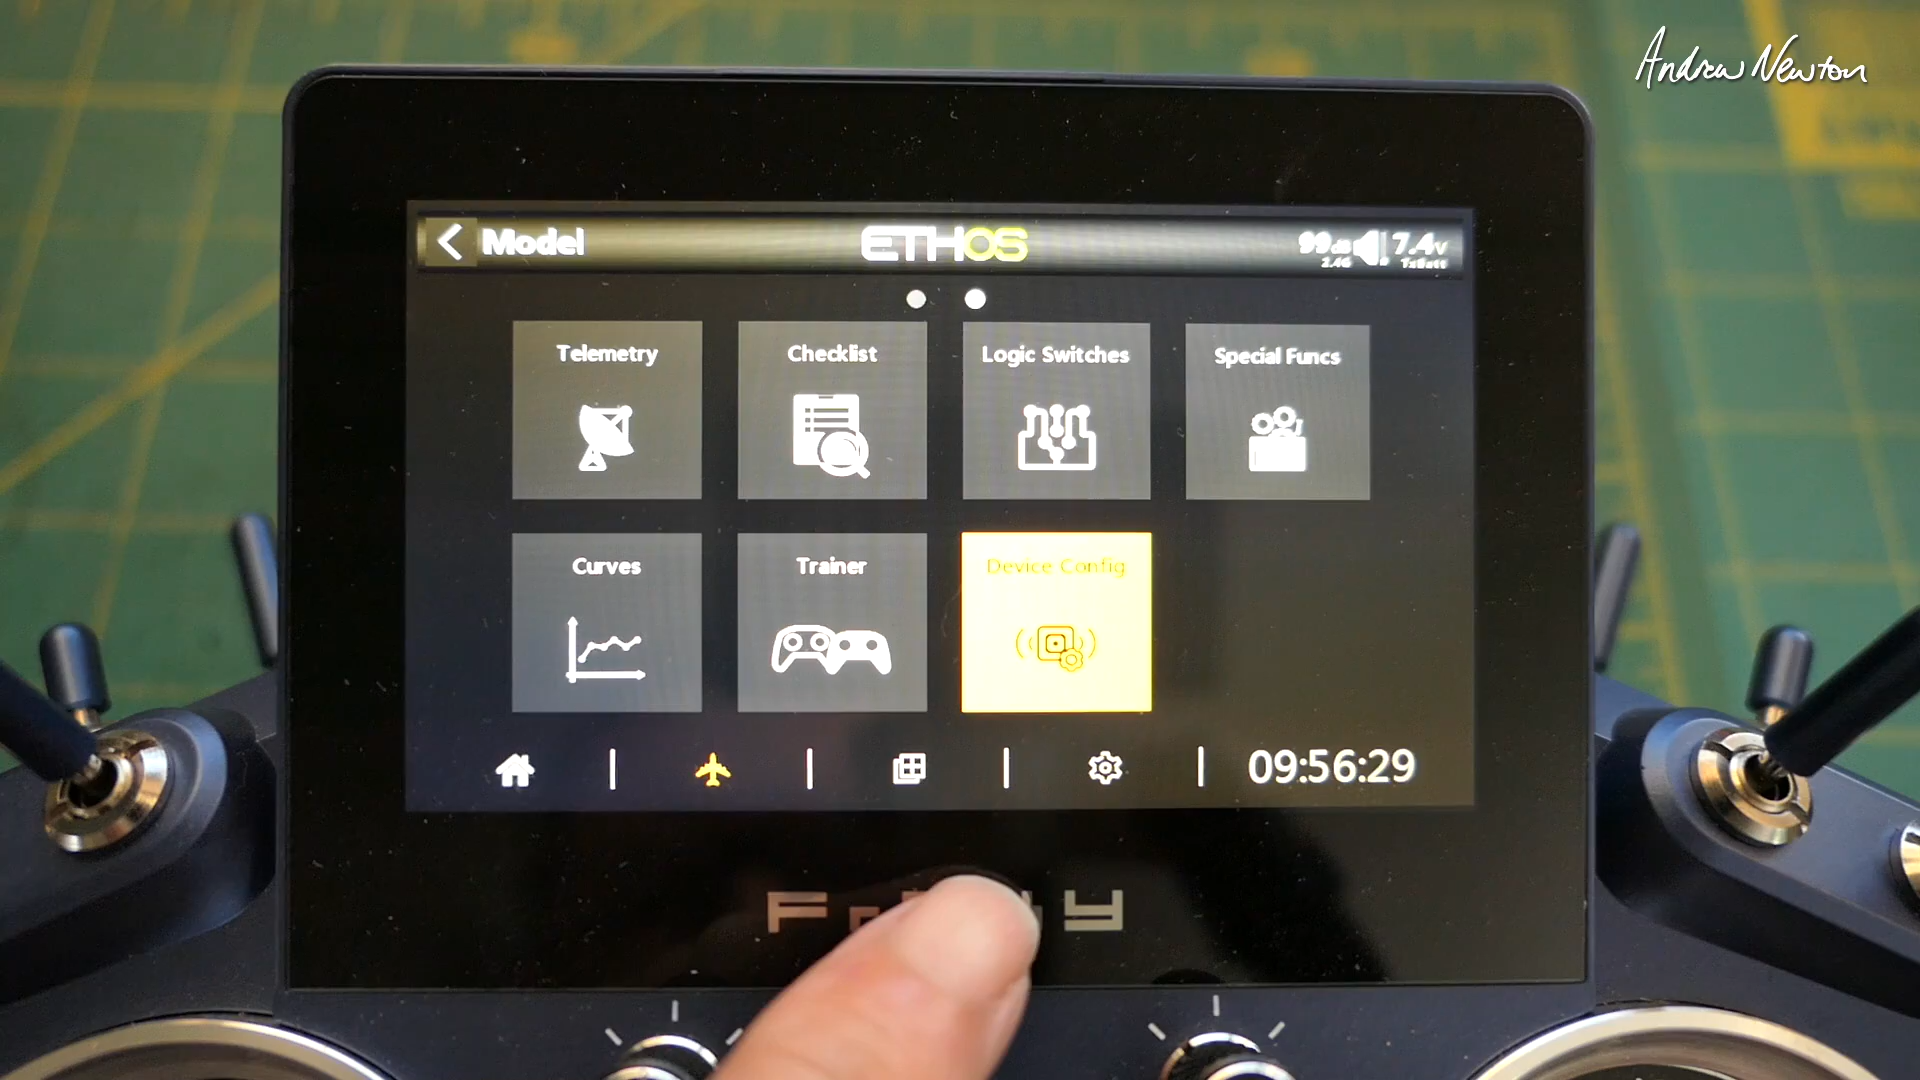 Andrew Newton
Model
ETHOS
99dB
2.4G
7.4V
TxBatt
Telemetry
Checklist
Logic Switches
Special Funcs
Curves
Trainer
Device Config
09:56:29